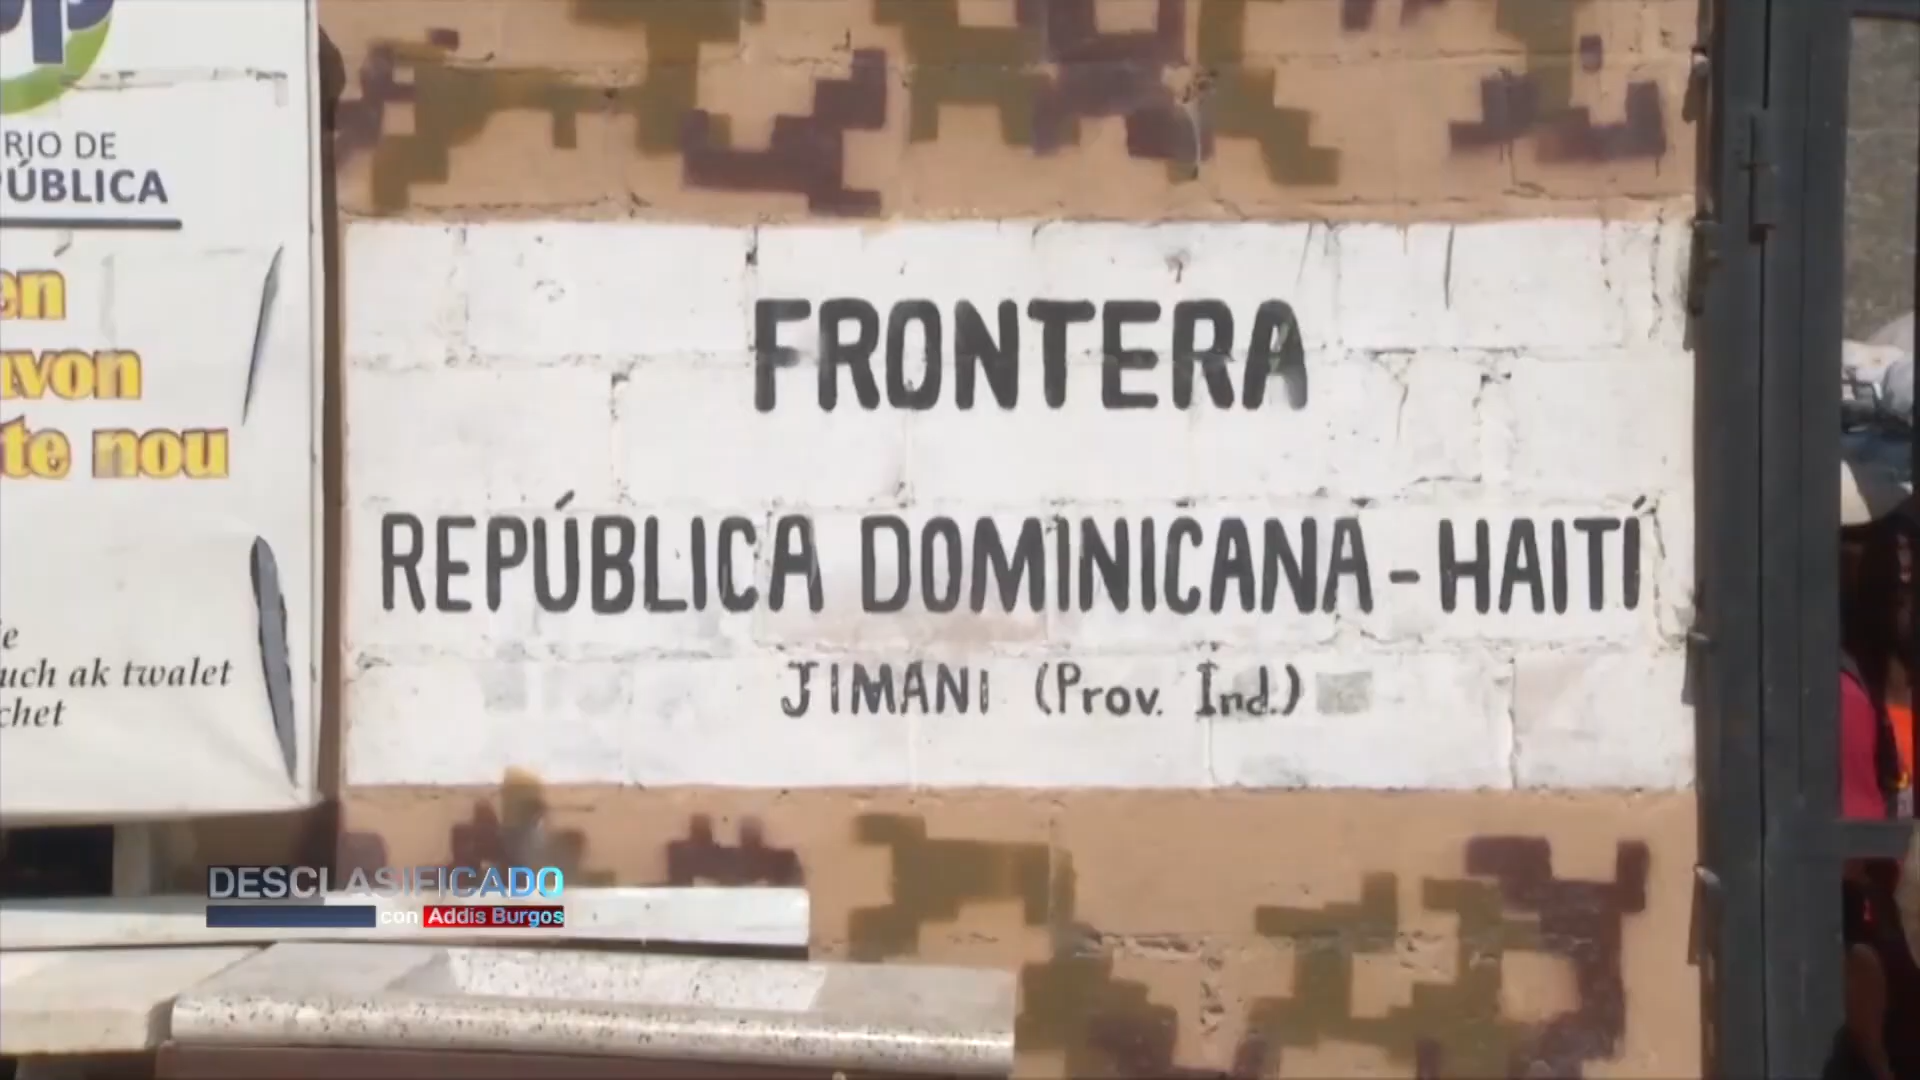 RIO DE
PÚBLICA
en
avon
te nou
uch ak twalet
chet
FRONTERA
REPÚBLICA DOMINICANA-HAITÍ
JIMANI (Prov. Ind.)
DESCLASIFICADO
con Addis Burgos